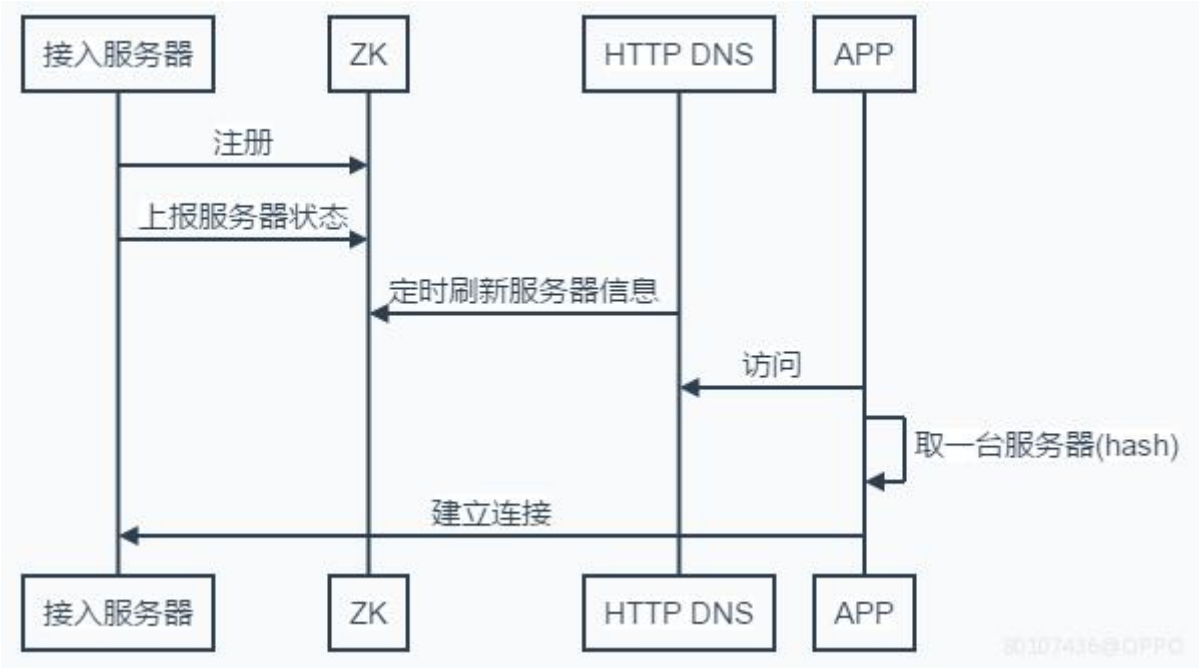 接入服务器
ZK
HTTP DNS
APP
注册
上报服务器状态
定时刷新服务器信息
访问
取一台服务器(hash)
建立连接
接入服务器
ZK
HTTP DNS
APP
80107436@OPPO